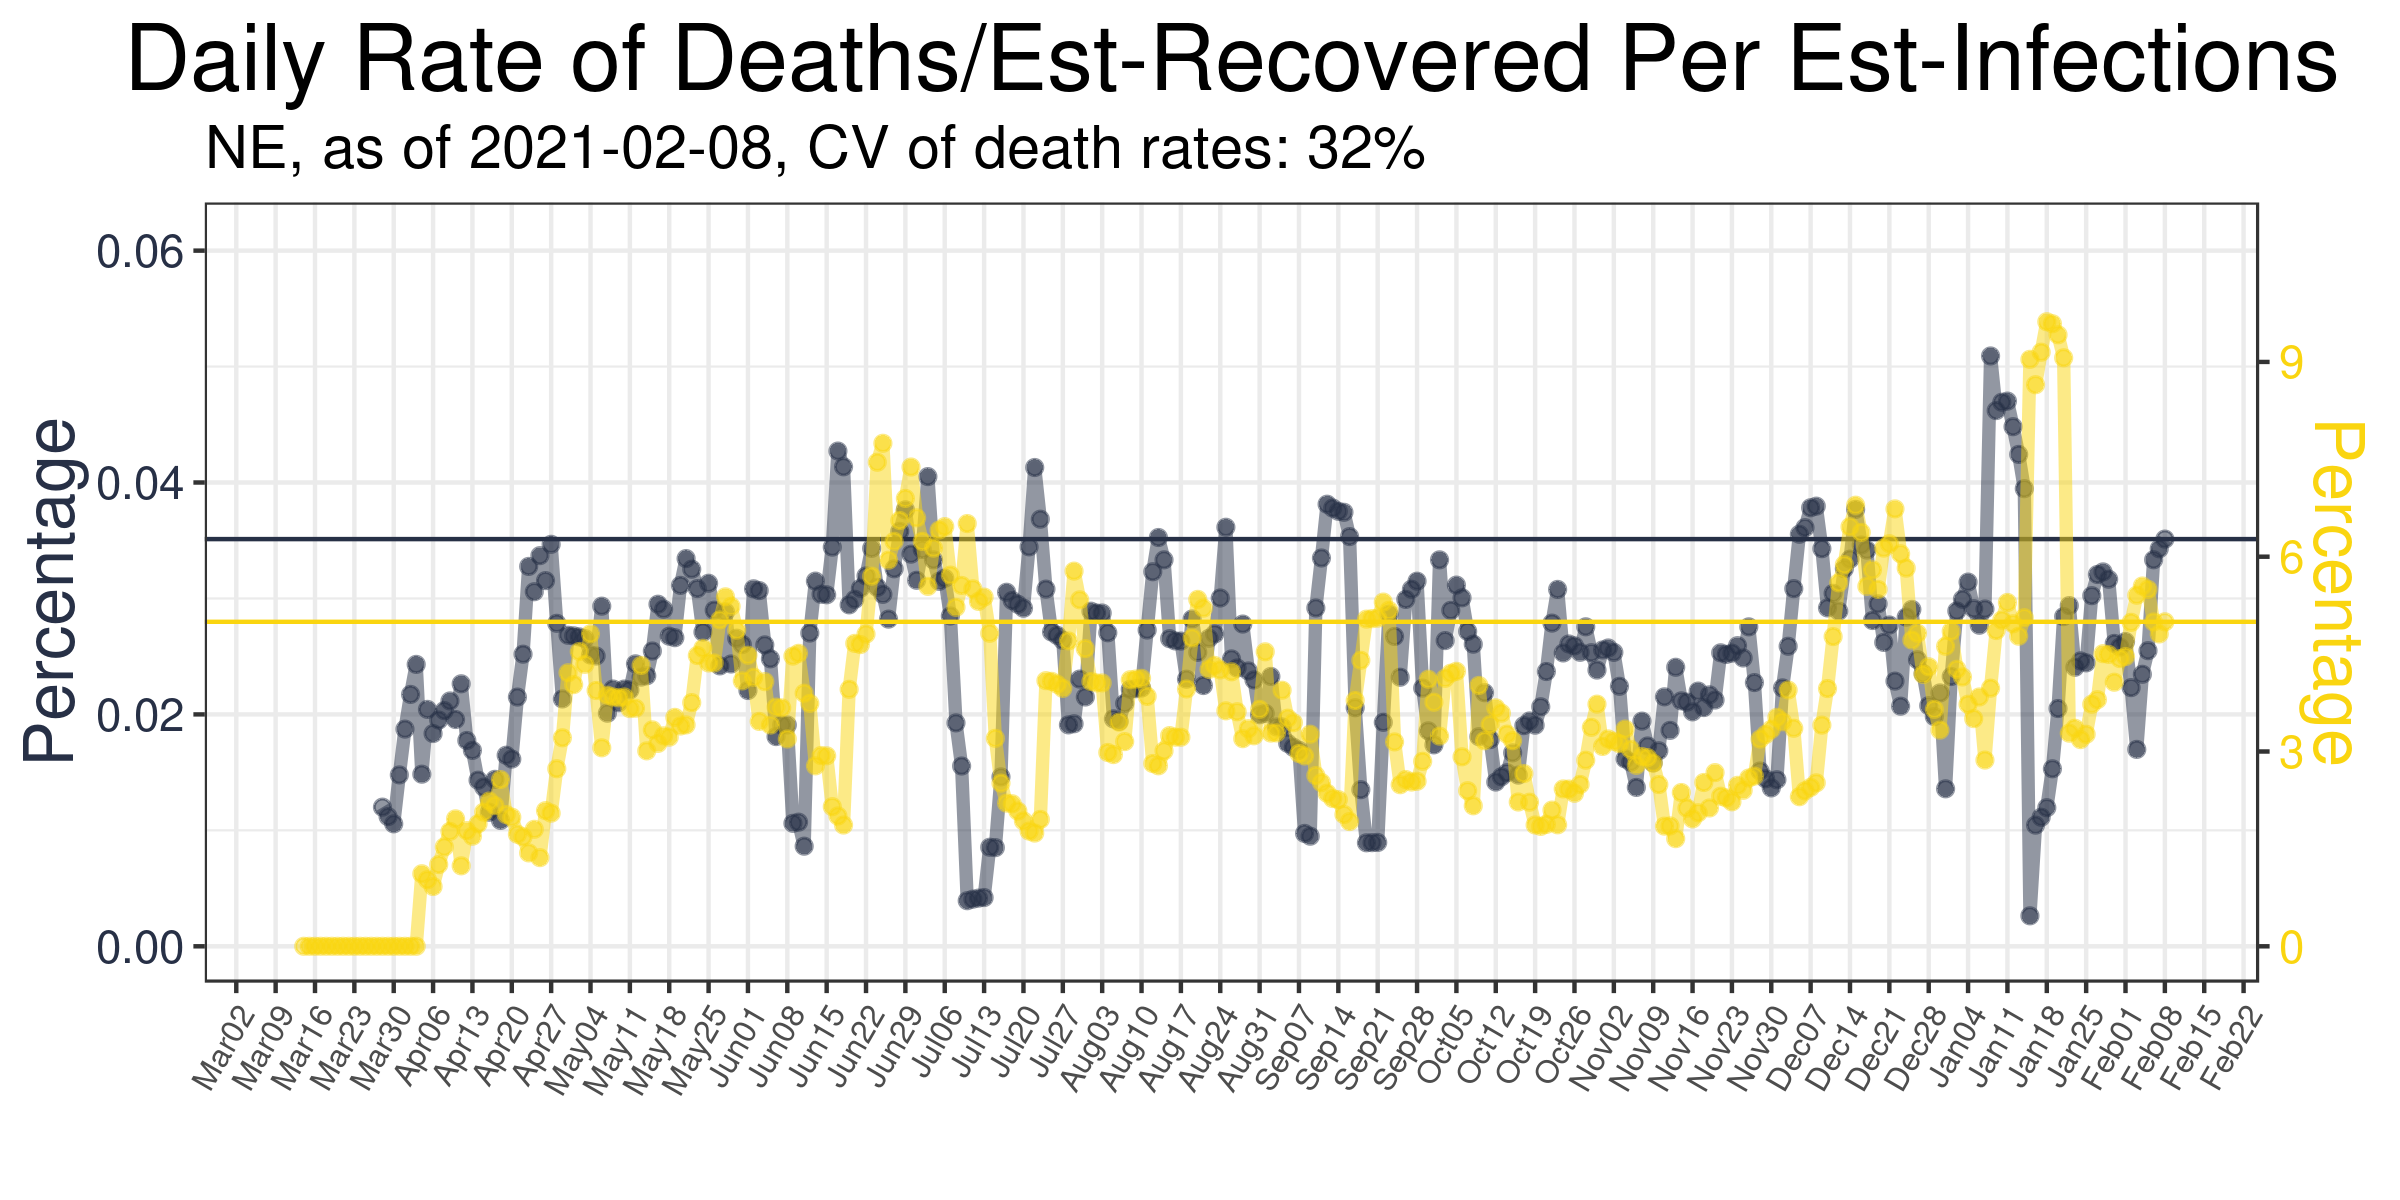 Daily Rate of Deaths/Est-Recovered Per Est-Infections
NE, as of 2021-02-08, CV of death rates: 32%
Percentage
0.06
0.04
0.02
0.00
9
6
3
0
Percentage
Mar02
Mar09
Mar16
Mar23
Mar30
Apr06
Apr13
Apr20
Apr27
May04
May11
May18
May25
Jun01
Jun08
Jun15
Jun22
Jun29
Jul06
Jul13
Jul20
Jul27
Aug03
Aug10
Aug17
Aug24
Aug31
Sep07
Sep14
Sep21
Sep28
Oct05
Oct12
Oct19
Oct26
Nov02
Nov09
Nov16
Nov23
Nov30
Dec07
Dec14
Dec21
Dec28
Jan04
Jan11
Jan18
Jan25
Feb01
Feb08
Feb15
Feb22